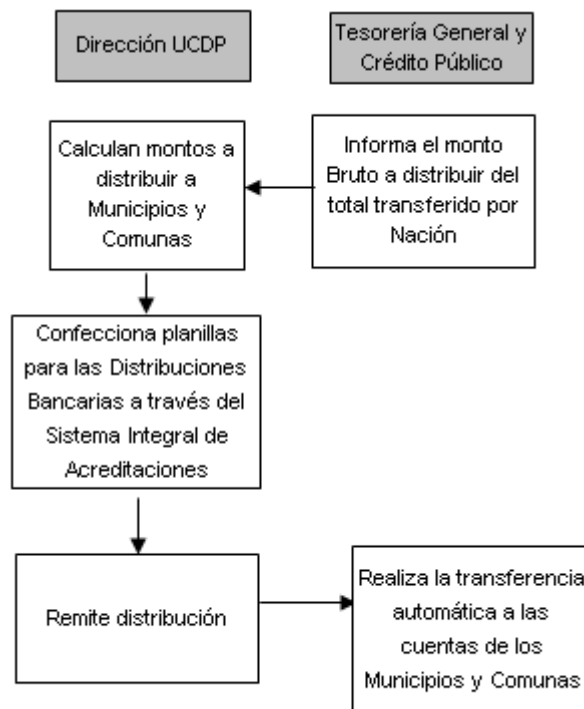 Dirección UCDP
Tesorería General y
Crédito Público
Calculan montos a
distribuir a
Municipios y
Comunas
Informa el monto
Bruto a distribuir del
total transferido por
Nación
Confecciona planillas
para las Distribuciones
Bancarias a través del
Sistema Integral de
Acreditaciones
Remite distribución
Realiza la transferencia
automática a las
cuentas de los
Municipios y Comunas